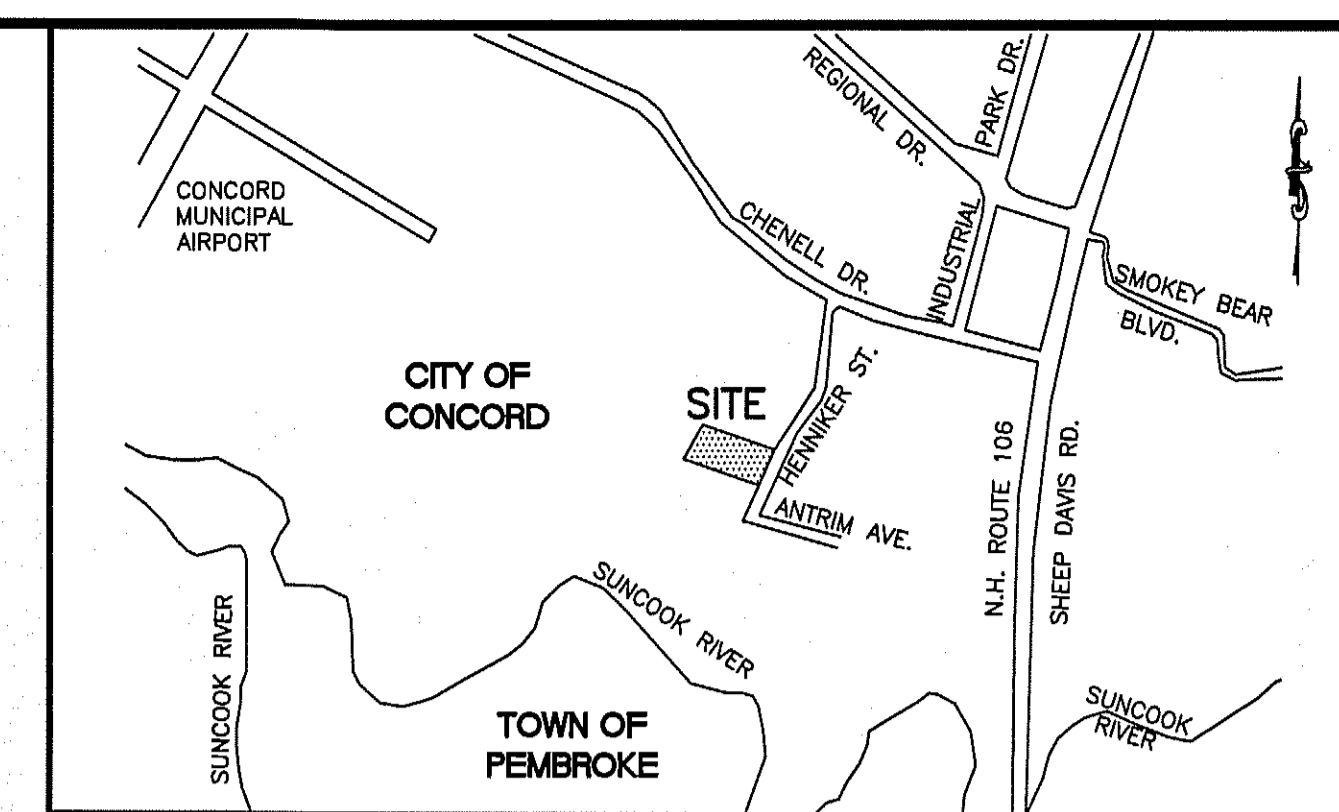 REGIONAL DR.
PARK DR.
CONCORD
MUNICIPAL
AIRPORT
CHENELL DR.
INDUSTRIAL
SMOKEY BEAR
BLVD.
CITY OF
CONCORD
SITE
HENNIKER ST.
ANTRIM AVE.
N.H. ROUTE 106
SHEEP DAVIS RD.
SUNCOOK RIVER
SUNCOOK RIVER
TOWN OF
PEMBROKE
SUNCOOK
RIVER